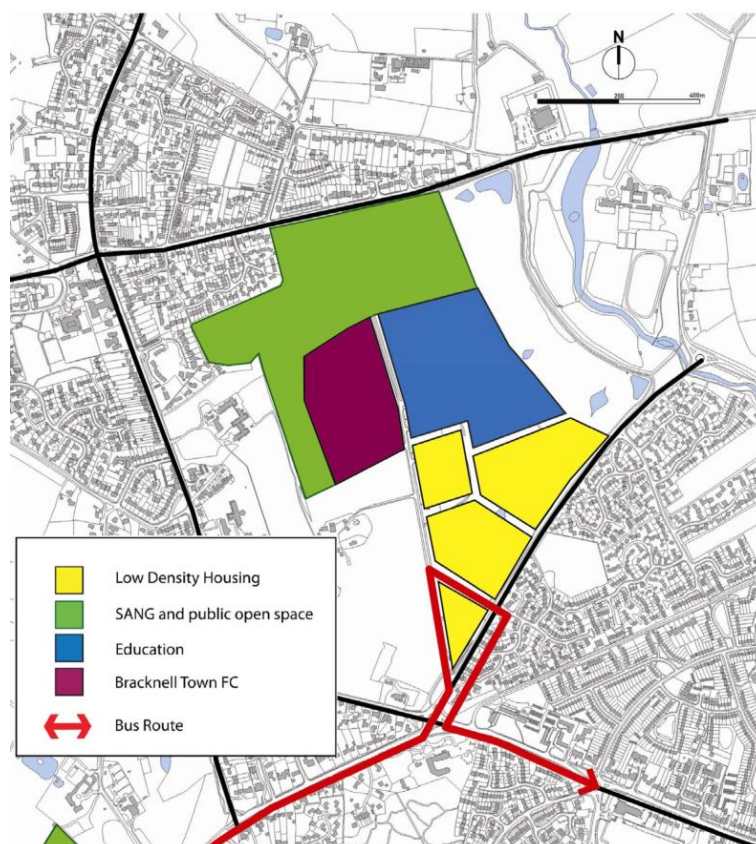 N
0 200 400m
Low Density Housing
SANG and public open space
Education
Bracknell Town FC
Bus Route